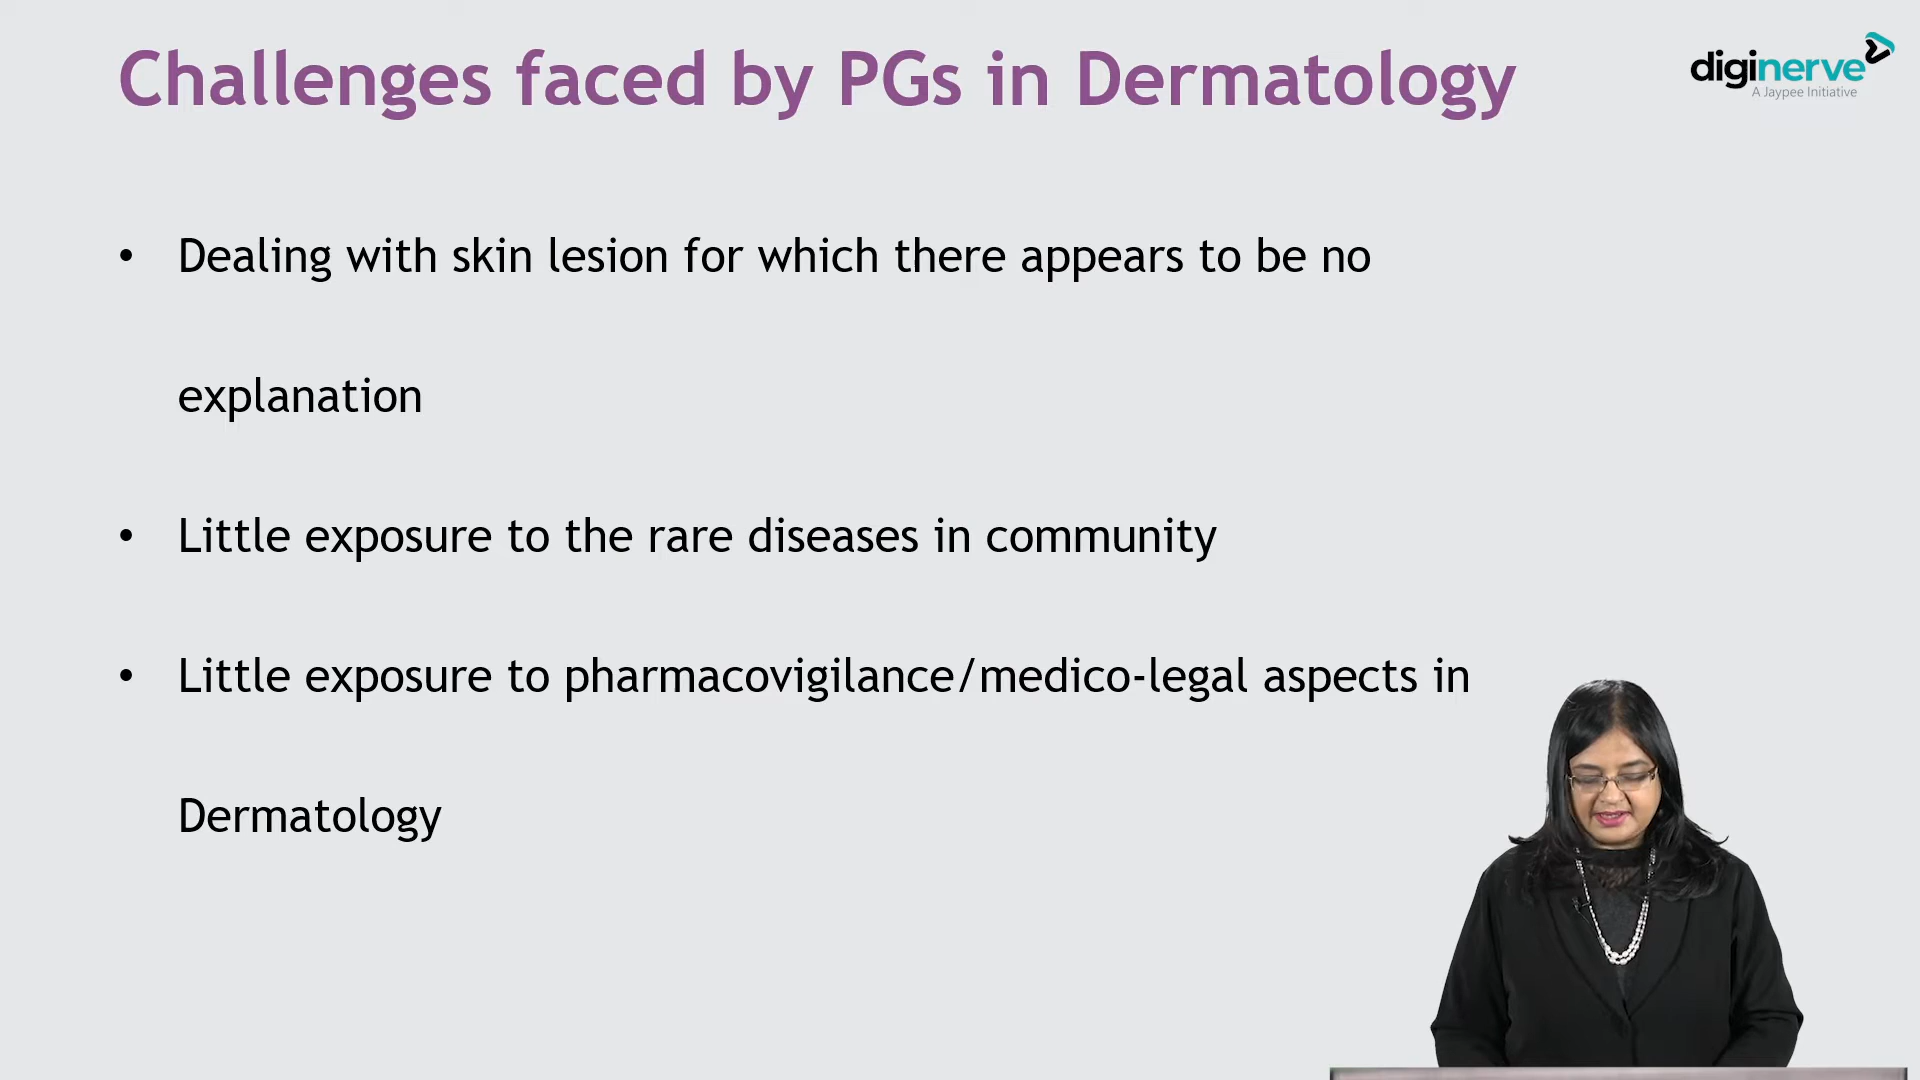 Challenges faced by PGs in Dermatology
diginerve
A Jaypee Initiative
• Dealing with skin lesion for which there appears to be no
explanation
• Little exposure to the rare diseases in community
• Little exposure to pharmacovigilance/medico-legal aspects in
Dermatology